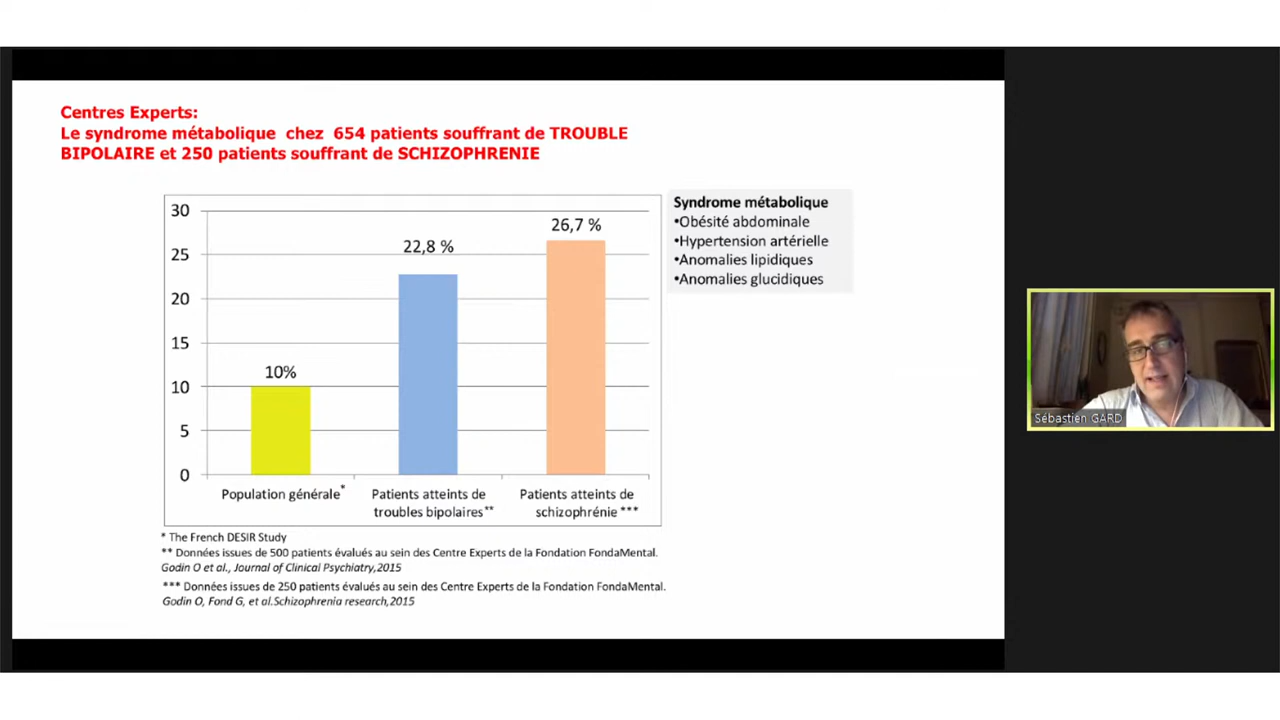 Centres Experts:
Le syndrome métabolique chez 654 patients souffrant de TROUBLE
BIPOLAIRE et 250 patients souffrant de SCHIZOPHRENIE
Syndrome métabolique
•Obésité abdominale
•Hypertension artérielle
•Anomalies lipidiques
•Anomalies glucidiques
30
25
20
15
10
5
0
10%
22,8 %
26,7 %
Population générale*
Patients atteints de
troubles bipolaires**
Patients atteints de
schizophrénie ***
* The French DESIR Study
** Données issues de 500 patients évalués au sein des Centre Experts de la Fondation FondaMental.
Godin O et al., Journal of Clinical Psychiatry,2015
*** Données issues de 250 patients évalués au sein des Centre Experts de la Fondation FondaMental.
Godin O, Fond G, et al.Schizophrenia research,2015
Sébastien GARD